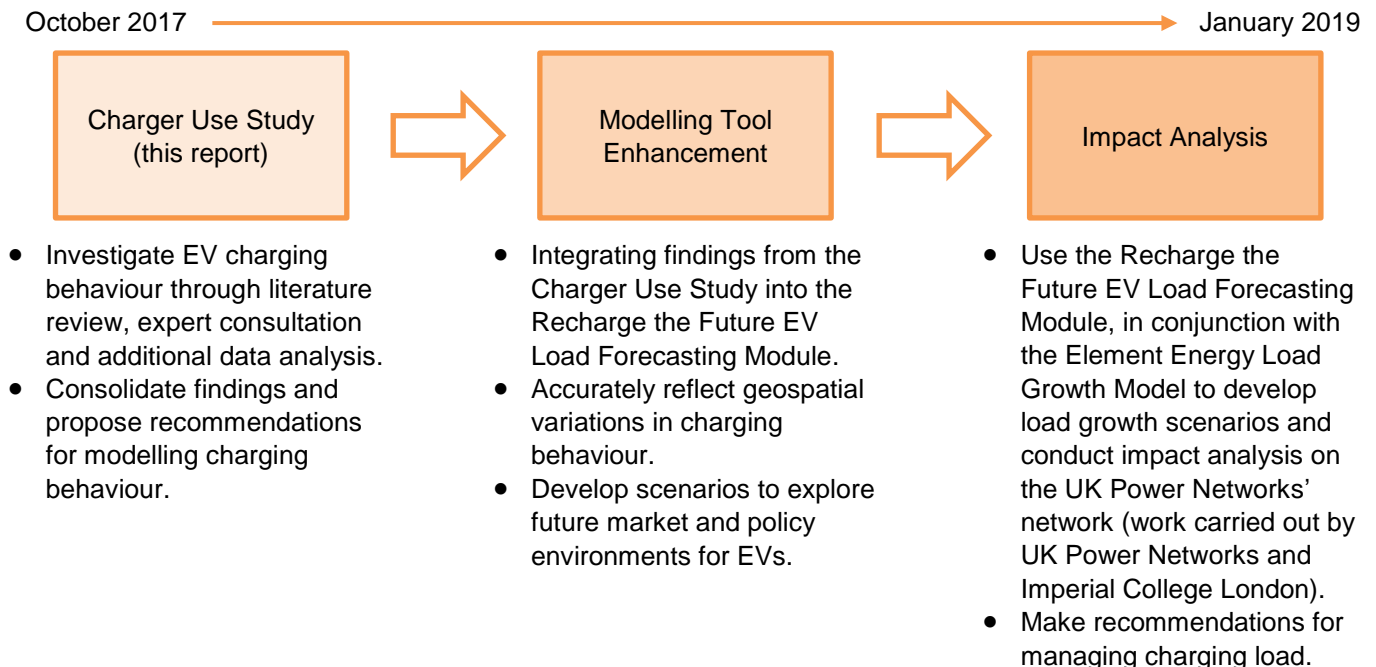 October 2017
January 2019
Charger Use Study
(this report)
Modelling Tool
Enhancement
Impact Analysis
• Investigate EV charging
behaviour through literature
review, expert consultation
and additional data analysis.
• Consolidate findings and
propose recommendations
for modelling charging
behaviour.
• Integrating findings from the
Charger Use Study into the
Recharge the Future EV
Load Forecasting Module.
• Accurately reflect geospatial
variations in charging
behaviour.
• Develop scenarios to explore
future market and policy
environments for EVs.
• Use the Recharge the
Future EV Load Forecasting
Module, in conjunction with
the Element Energy Load
Growth Model to develop
load growth scenarios and
conduct impact analysis on
the UK Power Networks’
network (work carried out by
UK Power Networks and
Imperial College London).
• Make recommendations for
managing charging load.